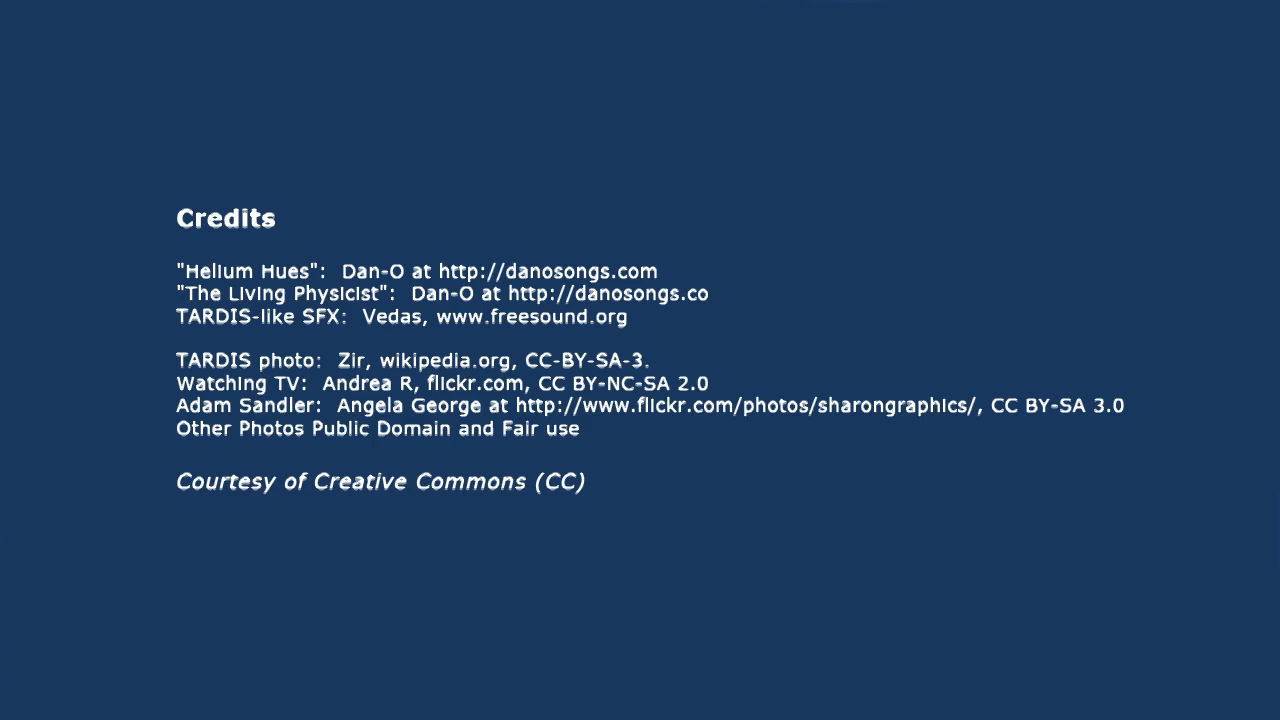 Credits
"Helium Hues":  Dan-O at http://danosongs.com
"The Living Physicist":  Dan-O at http://danosongs.co
TARDIS-like SFX:  Vedas, www.freesound.org
TARDIS photo:  Zir, wikipedia.org, CC-BY-SA-3.
Watching TV:  Andrea R, flickr.com, CC BY-NC-SA 2.0
Adam Sandler:  Angela George at http://www.flickr.com/photos/sharongraphics/, CC BY-SA 3.0
Other Photos Public Domain and Fair use
Courtesy of Creative Commons (CC)